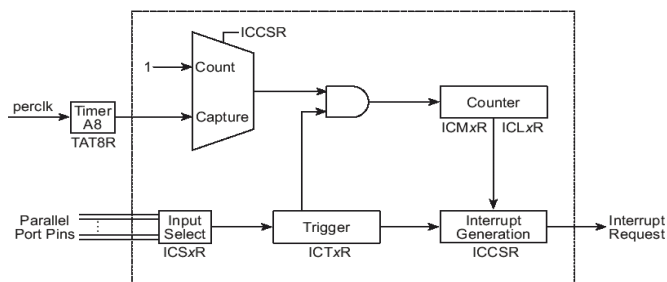 ICCSR
1
Count
perclk
Timer
A8
TAT8R
Capture
Counter
ICMxR
ICLxR
Parallel
Port Pins
Input
Select
ICSxR
Trigger
ICTxR
Interrupt
Generation
ICCSR
Interrupt
Request